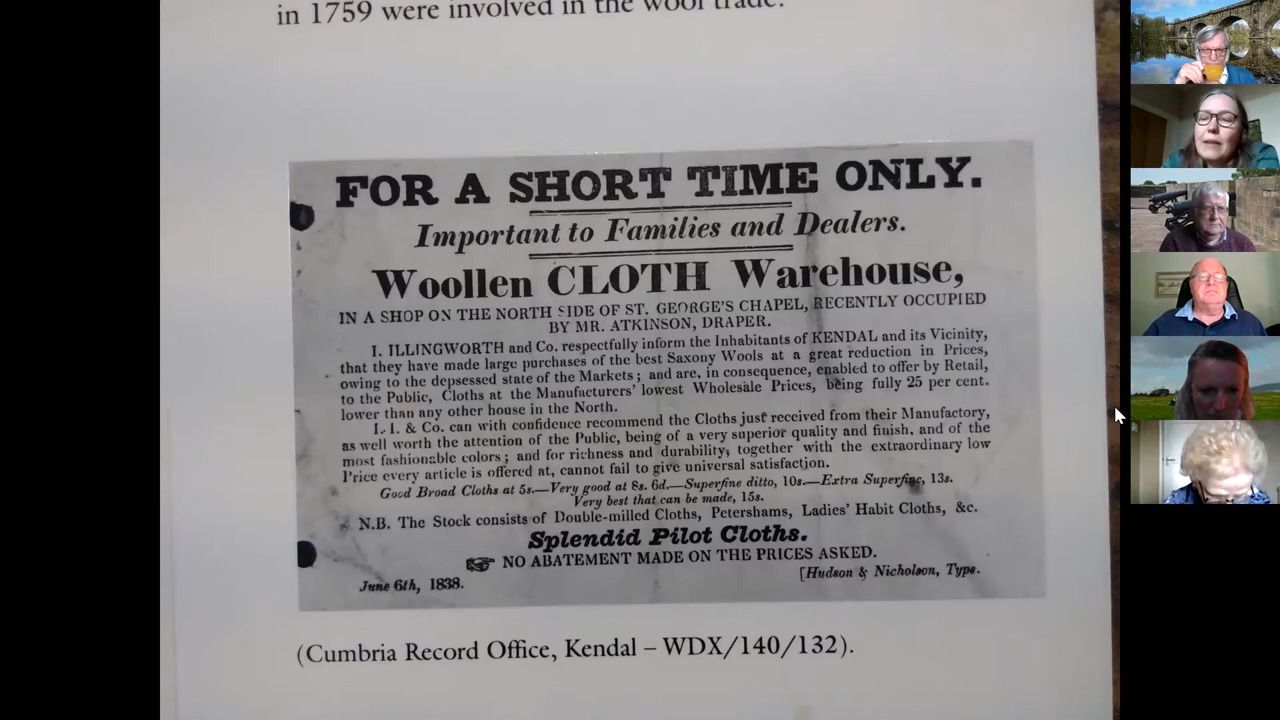 in 1759 were involved in the wool trade.
FOR A SHORT TIME ONLY.
Important to Families and Dealers.
Woollen CLOTH Warehouse,
IN A SHOP ON THE NORTH SIDE OF ST. GEORGE'S CHAPEL, RECENTLY OCCUPIED
BY MR. ATKINSON, DRAPER.
I. ILLINGWORTH and Co. respectfully inform the Inhabitants of KENDAL and its Vicinity,
that they have made large purchases of the best Saxony Wools at a great reduction in Prices,
owing to the depsessed state of the Markets; and are, in consequence, enabled to offer by Retail,
to the Public, Cloths at the Manufacturers' lowest Wholesale Prices, being fully 25 per cent.
lower than any other house in the North.
I. I. & Co. can with confidence recommend the Cloths just received from their Manufactory,
as well worth the attention of the Public, being of a very superior quality and finish, and of the
most fashionable colors; and for richness and durability, together with the extraordinary low
Price every article is offered at, cannot fail to give universal satisfaction.
Good Broad Cloths at 5s.—Very good at 8s. 6d.—Superfine ditto, 10s.—Extra Superfine, 13s.
Very best that can be made, 15s.
N.B. The Stock consists of Double-milled Cloths, Petershams, Ladies' Habit Cloths, &c.
Splendid Pilot Cloths.
NO ABATEMENT MADE ON THE PRICES ASKED.
June 6th, 1838. [Hudson & Nicholson, Type.
(Cumbria Record Office, Kendal – WDX/140/132).